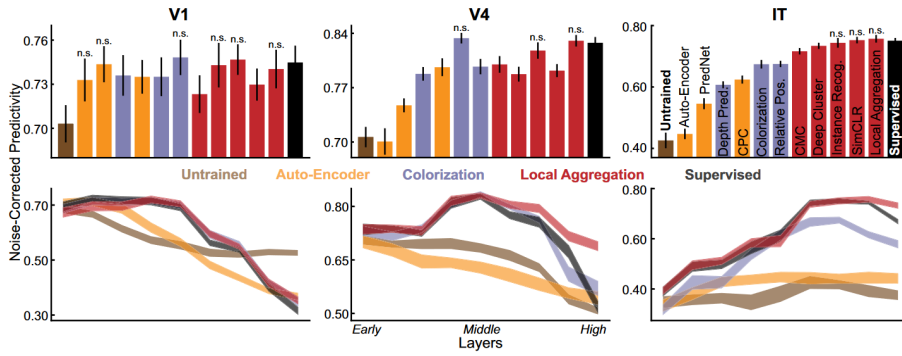 V1
V4
IT
Noise-Corrected Predictivity
0.76
0.73
0.70
n.s.
n.s.
n.s.
n.s.
n.s.
n.s.
0.84
0.77
0.70
n.s.
n.s.
n.s.
0.80
0.60
0.40
Untrained
Auto-Encoder
PredNet
Depth Pred.
CPC
Colorization
Relative Pos.
CMC
Deep Cluster
Instance Recog.
SimCLR
Local Aggregation
Supervised
n.s.
n.s.
n.s.
Untrained
Auto-Encoder
Colorization
Local Aggregation
Supervised
0.70
0.50
0.30
0.80
0.65
0.50
0.80
0.60
0.40
Early
Middle
High
Layers